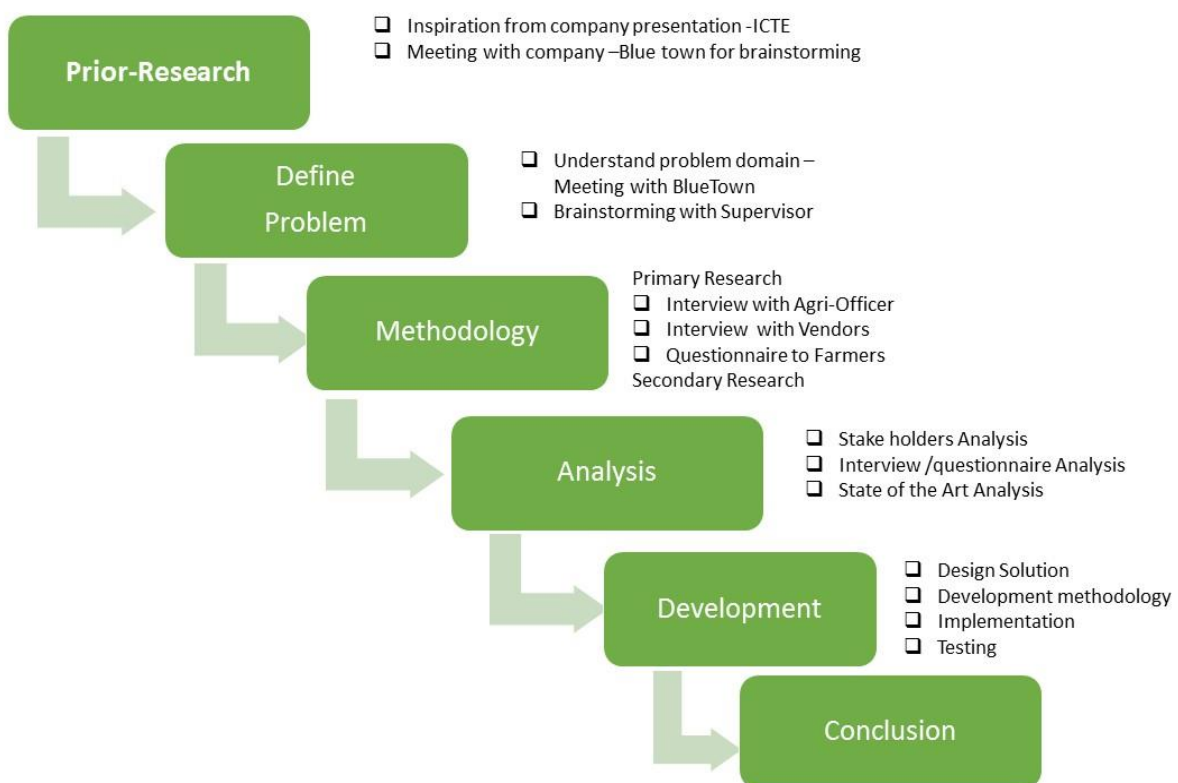 Prior-Research
❑ Inspiration from company presentation -ICTE
❑ Meeting with company –Blue town for brainstorming
Define
Problem
❑ Understand problem domain –
Meeting with BlueTown
❑ Brainstorming with Supervisor
Methodology
Primary Research
❑ Interview with Agri-Officer
❑ Interview with Vendors
❑ Questionnaire to Farmers
Secondary Research
Analysis
❑ Stake holders Analysis
❑ Interview /questionnaire Analysis
❑ State of the Art Analysis
Development
❑ Design Solution
❑ Development methodology
❑ Implementation
❑ Testing
Conclusion